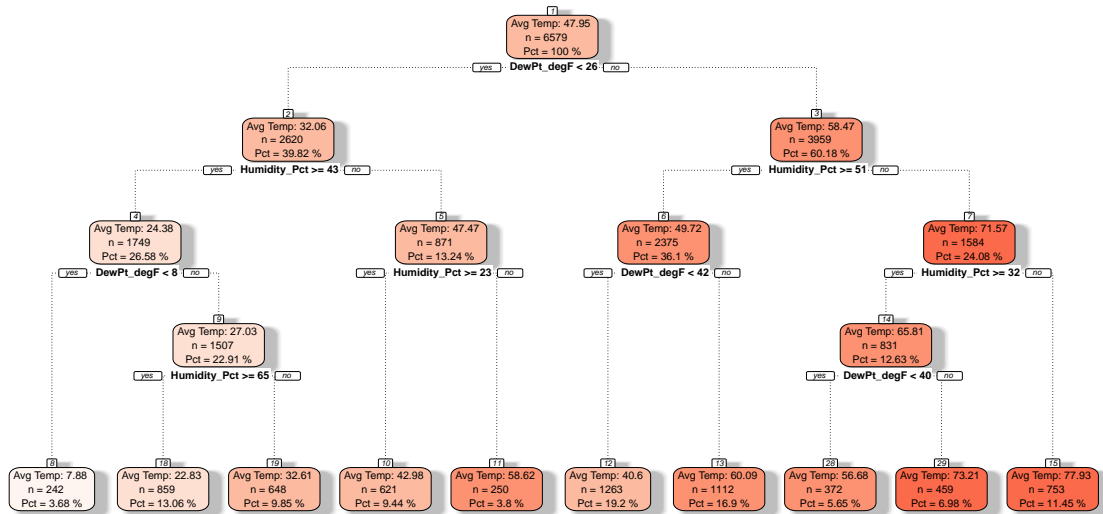 1
Avg Temp: 47.95
n = 6579
Pct = 100 %
yes DewPt_degF < 26 no
2
Avg Temp: 32.06
n = 2620
Pct = 39.82 %
yes Humidity_Pct >= 43 no
3
Avg Temp: 58.47
n = 3959
Pct = 60.18 %
yes Humidity_Pct >= 51 no
4
Avg Temp: 24.38
n = 1749
Pct = 26.58 %
yes DewPt_degF < 8 no
5
Avg Temp: 47.47
n = 871
Pct = 13.24 %
yes Humidity_Pct >= 23 no
6
Avg Temp: 49.72
n = 2375
Pct = 36.1 %
yes DewPt_degF < 42 no
7
Avg Temp: 71.57
n = 1584
Pct = 24.08 %
yes Humidity_Pct >= 32 no
9
Avg Temp: 27.03
n = 1507
Pct = 22.91 %
yes Humidity_Pct >= 65 no
14
Avg Temp: 65.81
n = 831
Pct = 12.63 %
yes DewPt_degF < 40 no
8
Avg Temp: 7.88
n = 242
Pct = 3.68 %
18
Avg Temp: 22.83
n = 859
Pct = 13.06 %
19
Avg Temp: 32.61
n = 648
Pct = 9.85 %
10
Avg Temp: 42.98
n = 621
Pct = 9.44 %
11
Avg Temp: 58.62
n = 250
Pct = 3.8 %
12
Avg Temp: 40.6
n = 1263
Pct = 19.2 %
13
Avg Temp: 60.09
n = 1112
Pct = 16.9 %
28
Avg Temp: 56.68
n = 372
Pct = 5.65 %
29
Avg Temp: 73.21
n = 459
Pct = 6.98 %
15
Avg Temp: 77.93
n = 753
Pct = 11.45 %